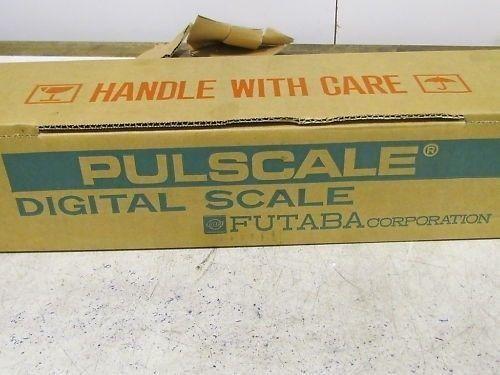 HANDLE WITH CARE
PULSCALE®
DIGITAL SCALE
FUTABA CORPORATION